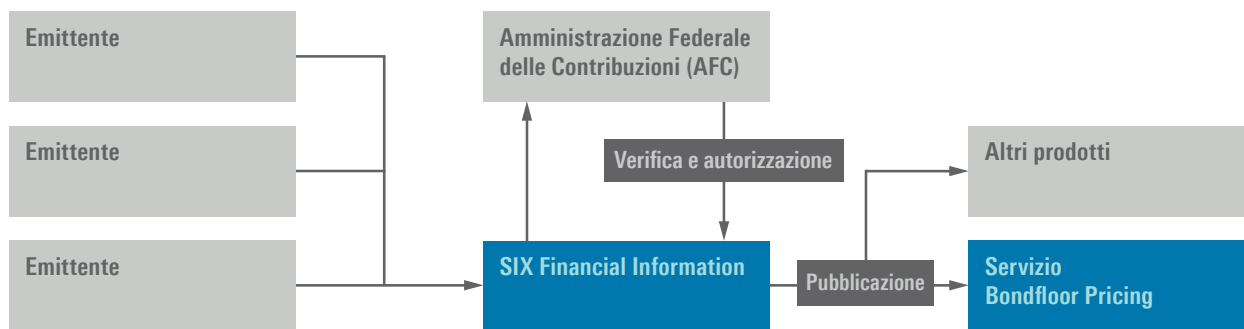 Emittente
Amministrazione Federale
delle Contribuzioni (AFC)
Emittente
Verifica e autorizzazione
Altri prodotti
Emittente
SIX Financial Information
Pubblicazione
Servizio
Bondfloor Pricing